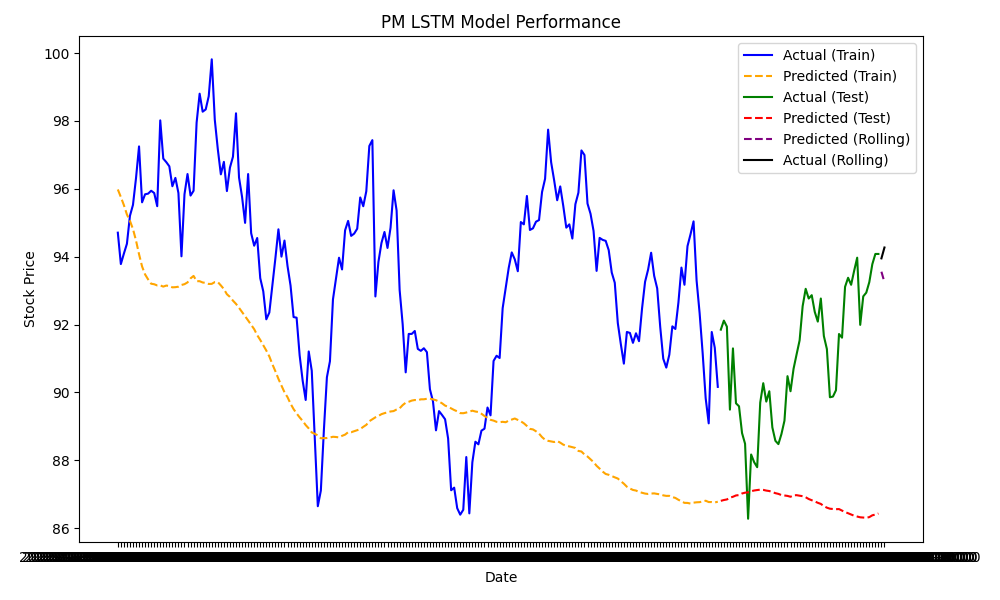 PM LSTM Model Performance
Stock Price
100
98
96
94
92
90
88
86
Actual (Train)
Predicted (Train)
Actual (Test)
Predicted (Test)
Predicted (Rolling)
Actual (Rolling)
Date